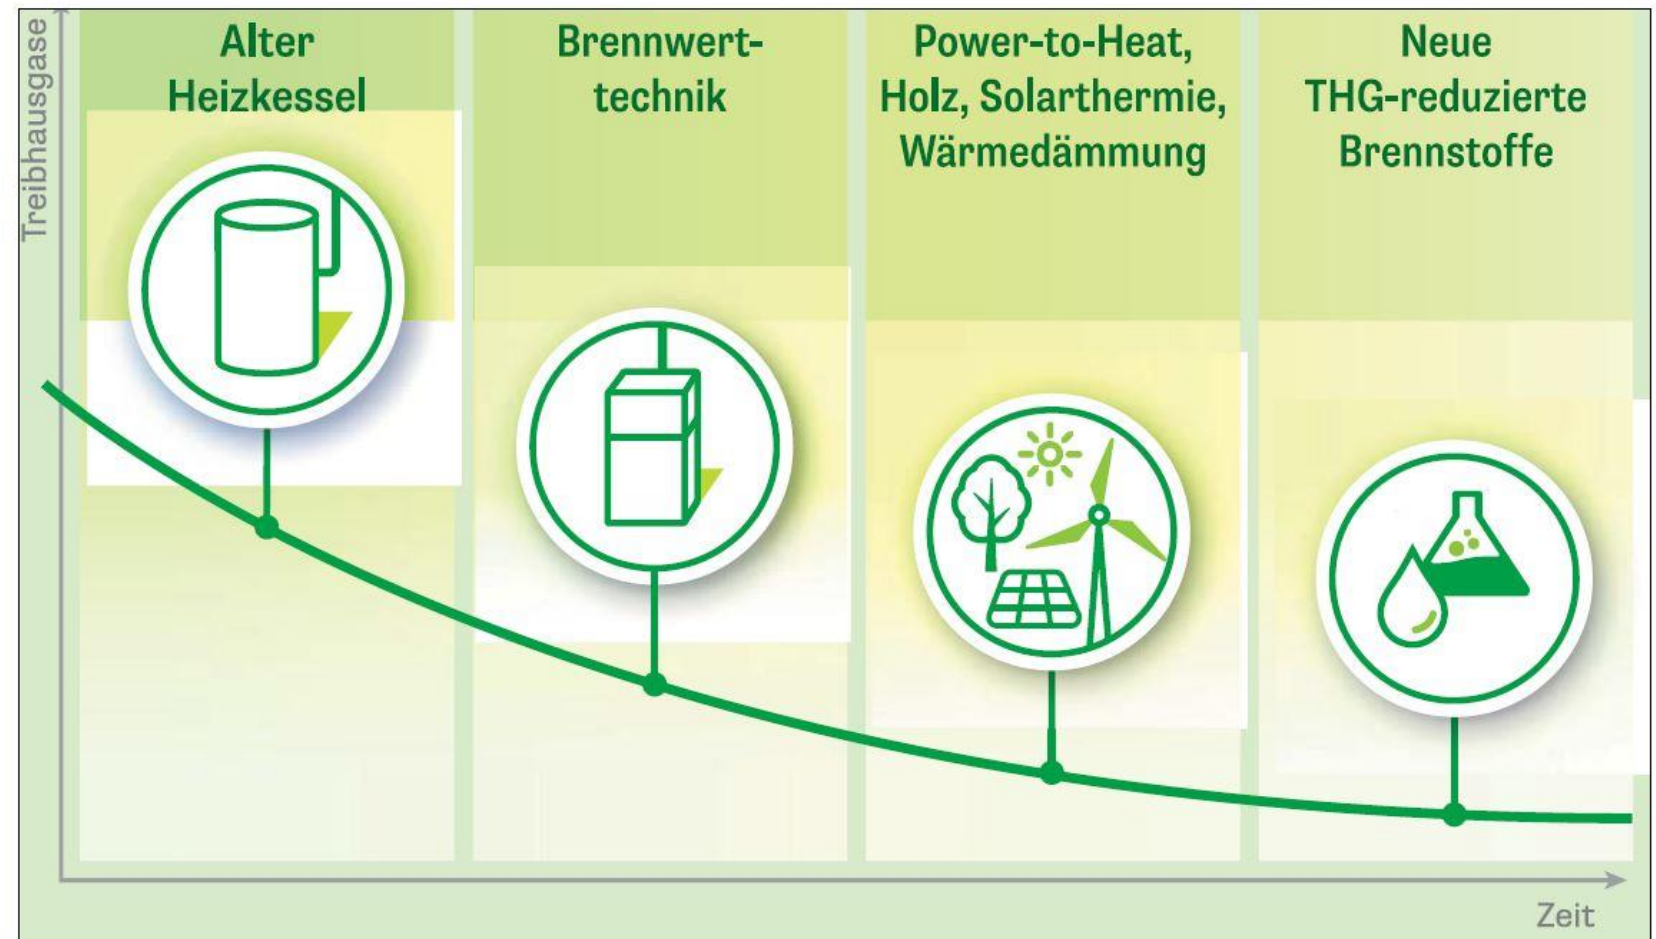 Treibhausgase
Alter
Heizkessel
Brennwert-
technik
Power-to-Heat,
Holz, Solarthermie,
Wärmedämmung
Neue
THG-reduzierte
Brennstoffe
Zeit